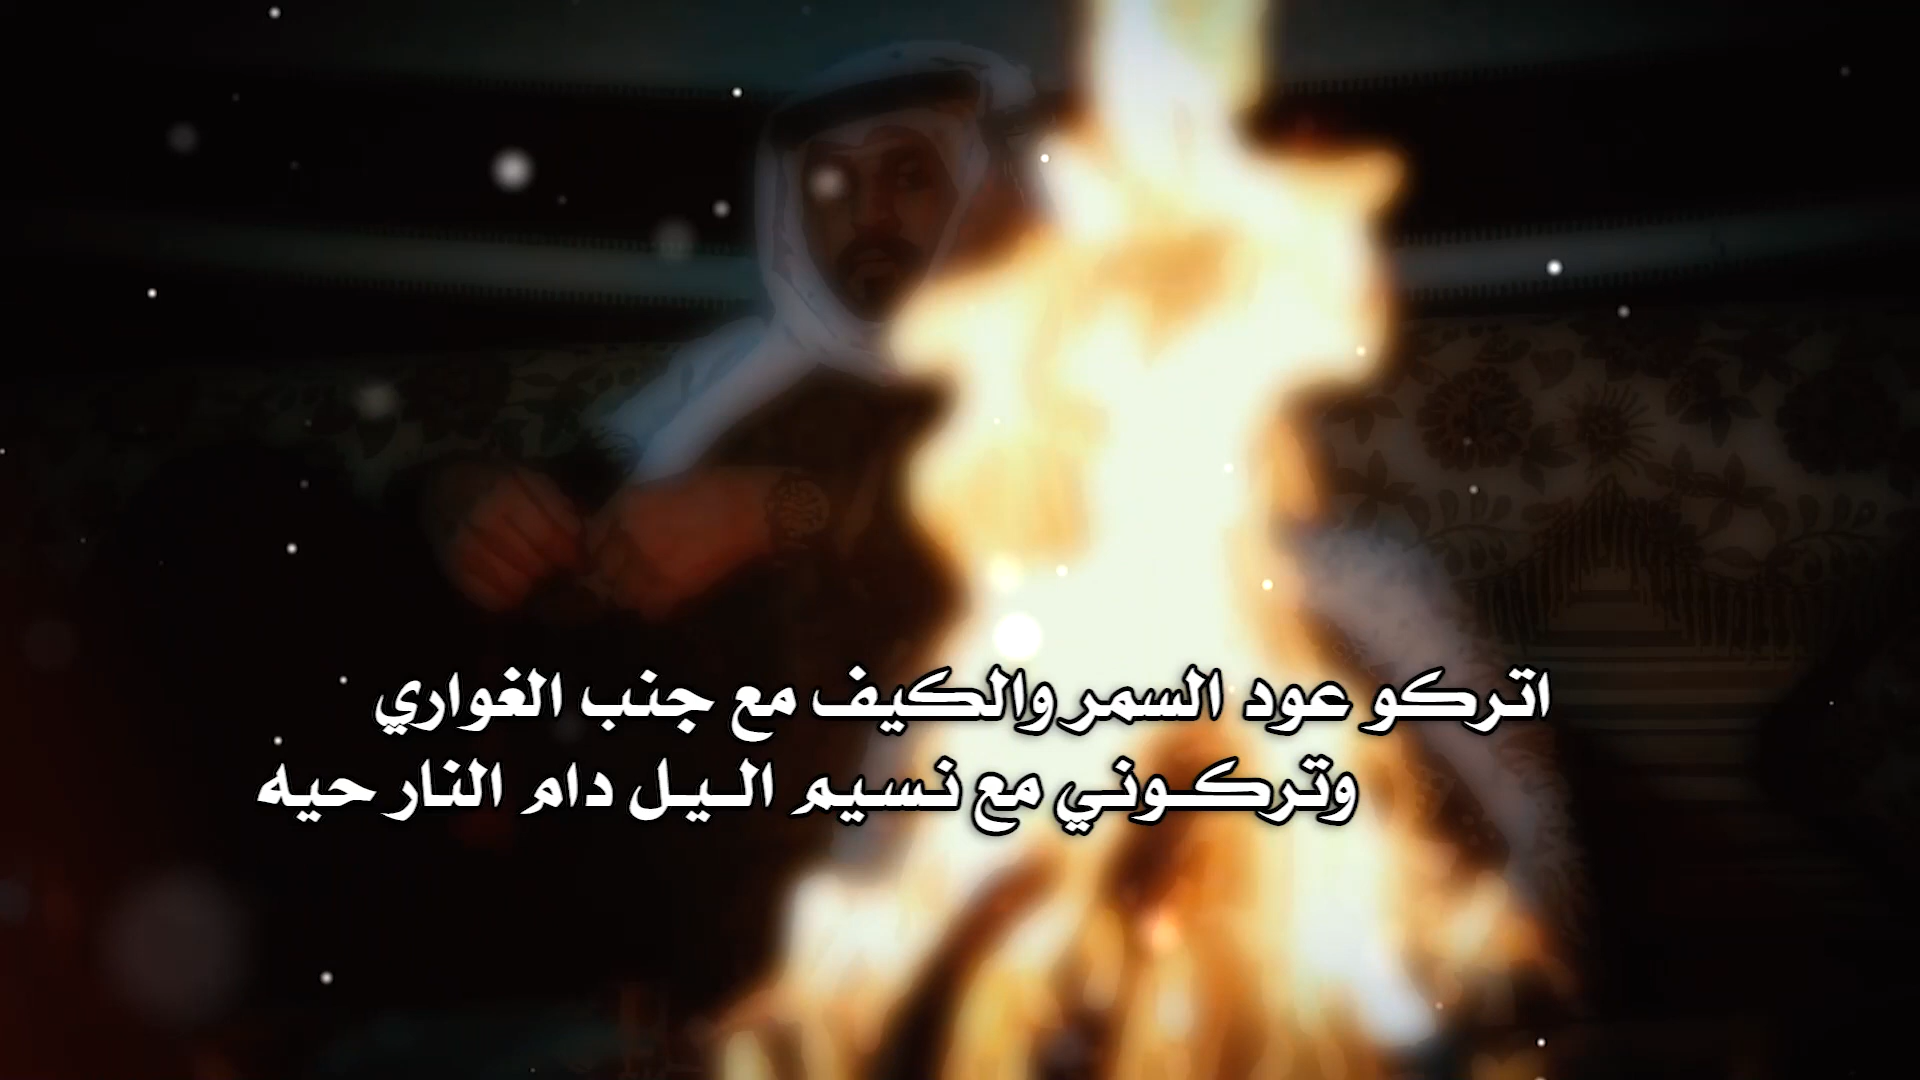 اتركو عود السمر والكيف مع جنب الغواري
وتركوني مع نسيم اليل دام النار حيه